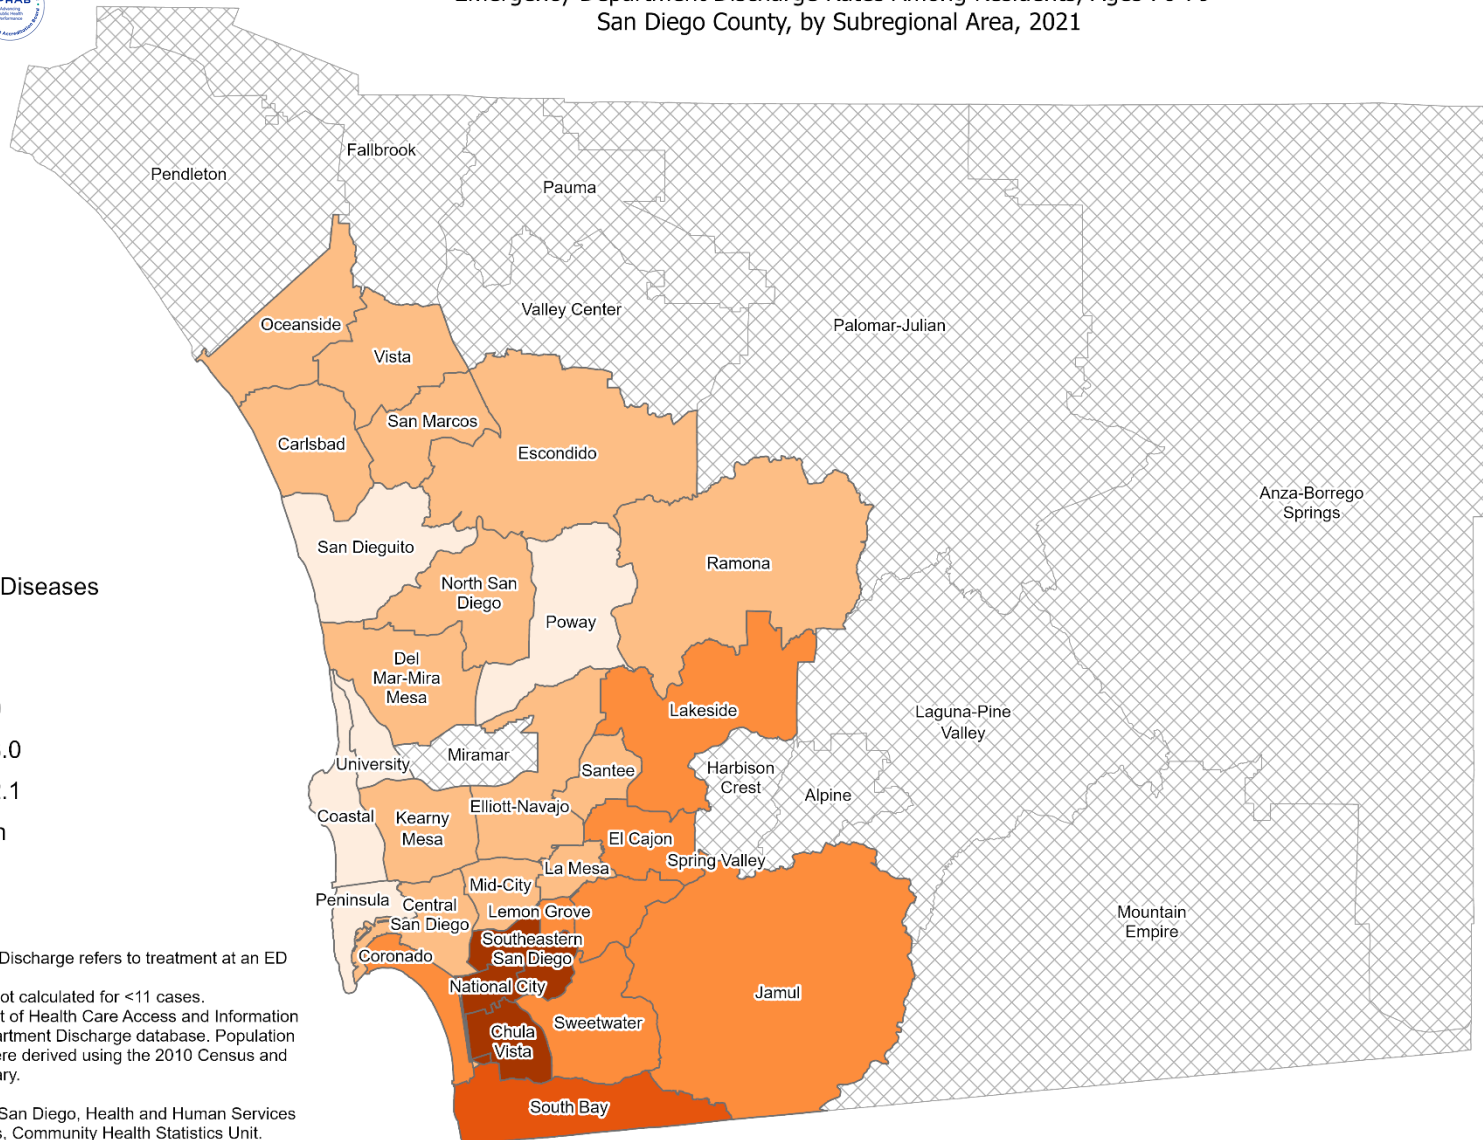 San Diego County, by Subregional Area, 2021
Fallbrook
Pendleton
Pauma
Valley Center
Oceanside
Palomar-Julian
Vista
San Marcos
Carlsbad
Escondido
Anza-Borrego
Springs
San Dieguito
Ramona
North San
Diego
Diseases
Poway
Del
Mar-Mira
Mesa
Lakeside
Laguna-Pine
Valley
.0
Miramar
University
Santee
Harbison
Crest
.1
Alpine
Elliott-Navajo
Coastal
Kearny
Mesa
n
El Cajon
Spring Valley
La Mesa
Mid-City
Peninsula
Central
San Diego
Lemon Grove
Mountain
Empire
Southeastern
San Diego
Coronado
Discharge refers to treatment at an ED
National City
Jamul
ot calculated for <11 cases.
t of Health Care Access and Information
artment Discharge database. Population
ere derived using the 2010 Census and
ary.
Sweetwater
Chula
Vista
San Diego, Health and Human Services
s, Community Health Statistics Unit.
South Bay